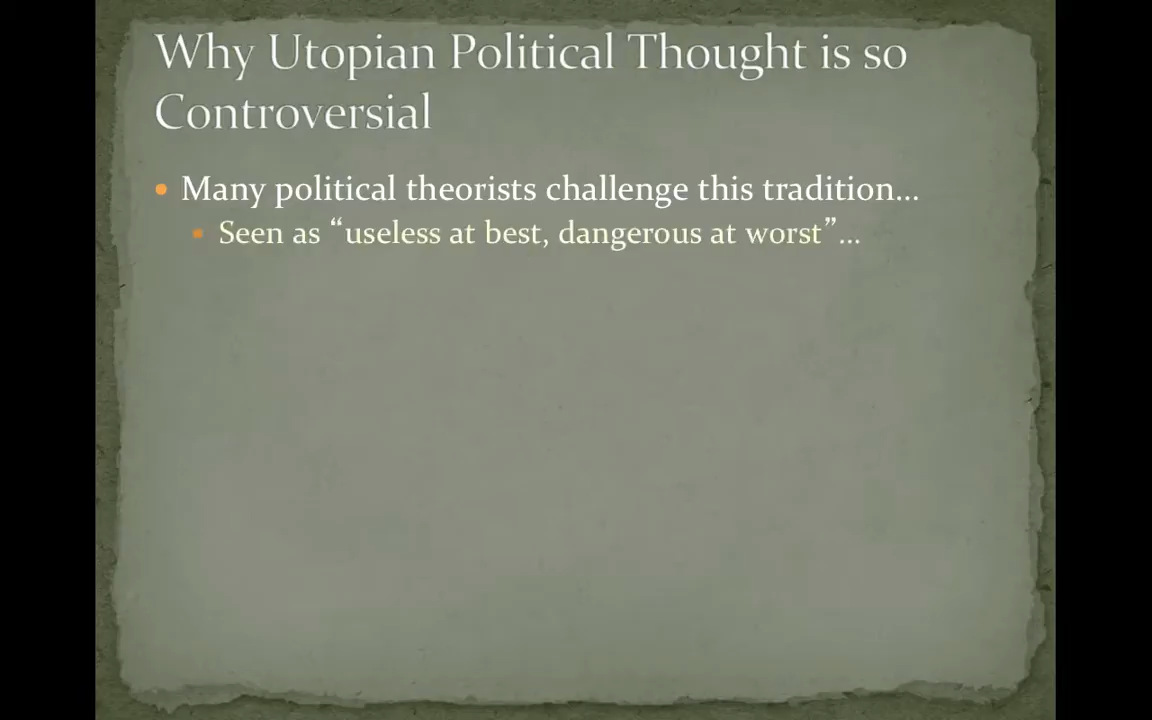 Why Utopian Political Thought is so
Controversial
Many political theorists challenge this tradition...
Seen as “useless at best, dangerous at worst”...